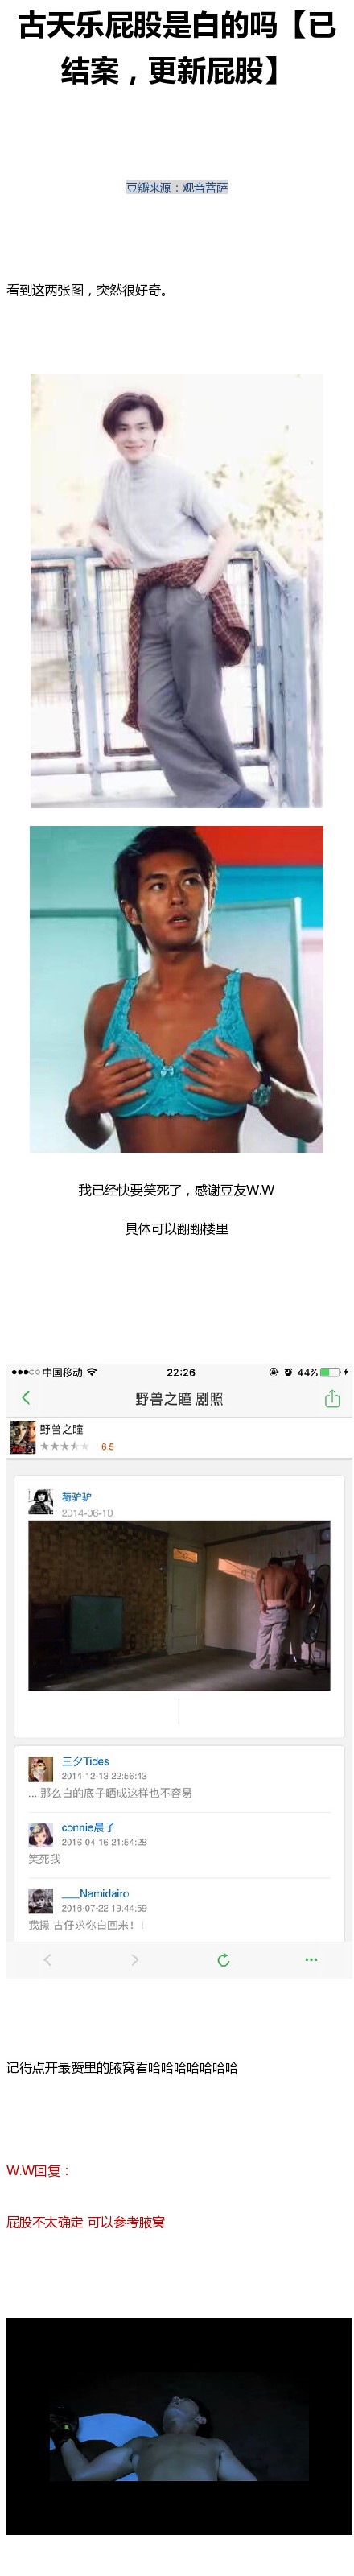 古天乐屁股是白的吗【已
结案，更新屁股】
豆瓣来源：观音菩萨
看到这两张图，突然很好奇。
我已经快要笑死了，感谢豆友W.W
具体可以翻翻楼里
中国移动 22:26 44%
野兽之瞳 剧照
野兽之瞳
6.5
菊驴驴
2014-06-10
三夕Tides
2014-12-13 22:56:43
....那么白的底子晒成这样也不容易
connie晨子
2016-04-16 21:54:28
笑死我
___Namidairo
2016-07-22 19:44:59
我操 古仔求你白回来！！
记得点开最赞里的腋窝看哈哈哈哈哈哈哈
W.W回复：
屁股不太确定 可以参考腋窝